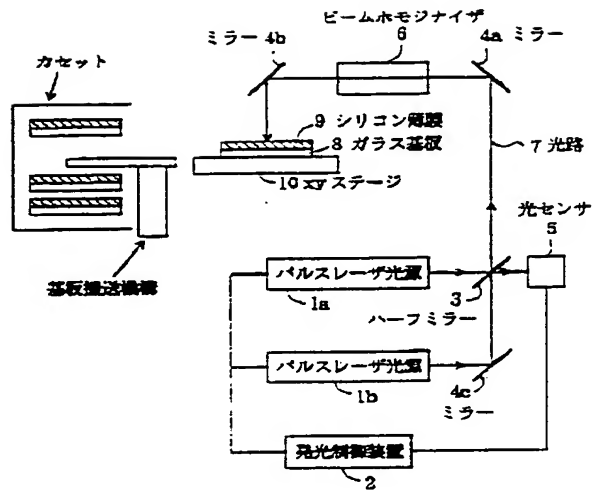 ビームホモジナイザ
6
ミラー 4b
4a ミラー
カセット
9 シリコン薄膜
8 ガラス基板
10 xy ステージ
7 光路
光センサ
5
基板搬送機構
パルスレーザ光源
1a
3
ハーフミラー
パルスレーザ光源
1b
4c
ミラー
発光制御装置
2